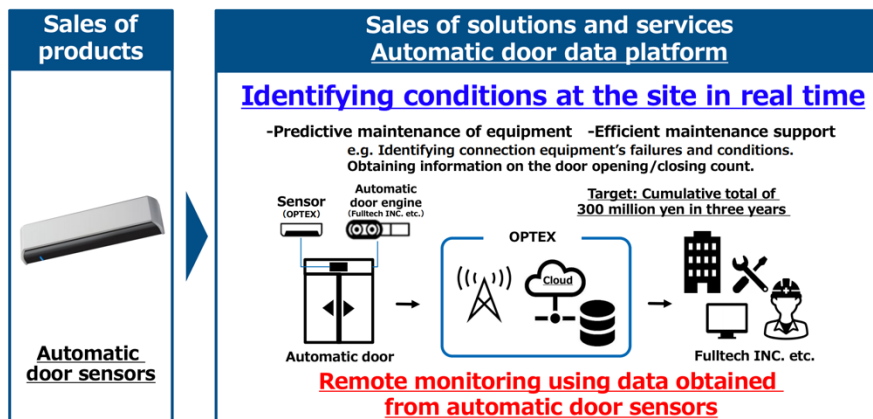 Sales of
products
Automatic
door sensors
Sales of solutions and services
Automatic door data platform
Identifying conditions at the site in real time
-Predictive maintenance of equipment -Efficient maintenance support
e.g. Identifying connection equipment's failures and conditions.
Obtaining information on the door opening/closing count.
Sensor
(OPTEX)
Automatic
door engine
(Fulltech INC. etc.)
Target: Cumulative total of
300 million yen in three years
OPTEX
Cloud
Automatic door
Fulltech INC. etc.
Remote monitoring using data obtained
from automatic door sensors